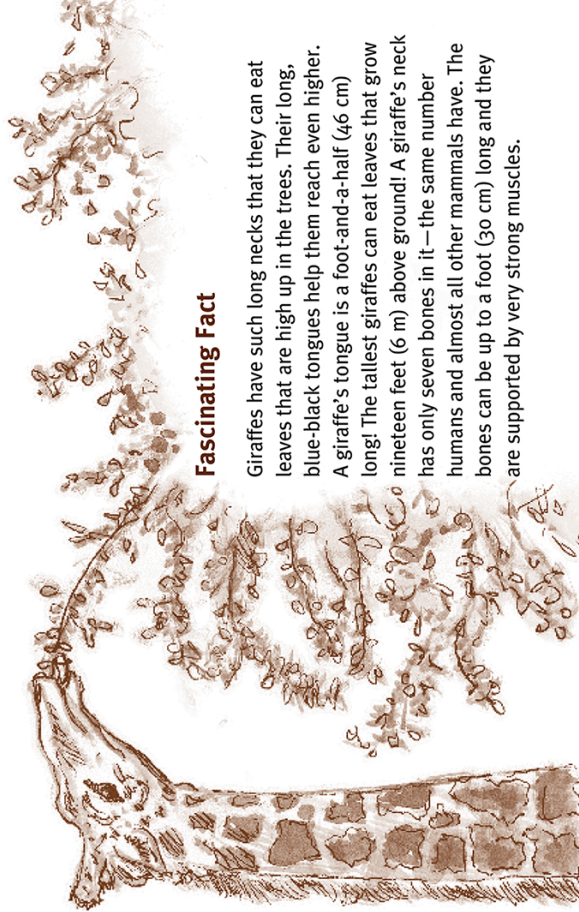 Fascinating Fact
Giraffes have such long necks that they can eat
leaves that are high up in the trees. Their long,
blue-black tongues help them reach even higher.
A giraffe's tongue is a foot-and-a-half (46 cm)
long! The tallest giraffes can eat leaves that grow
nineteen feet (6 m) above ground! A giraffe's neck
has only seven bones in it—the same number
humans and almost all other mammals have. The
bones can be up to a foot (30 cm) long and they
are supported by very strong muscles.